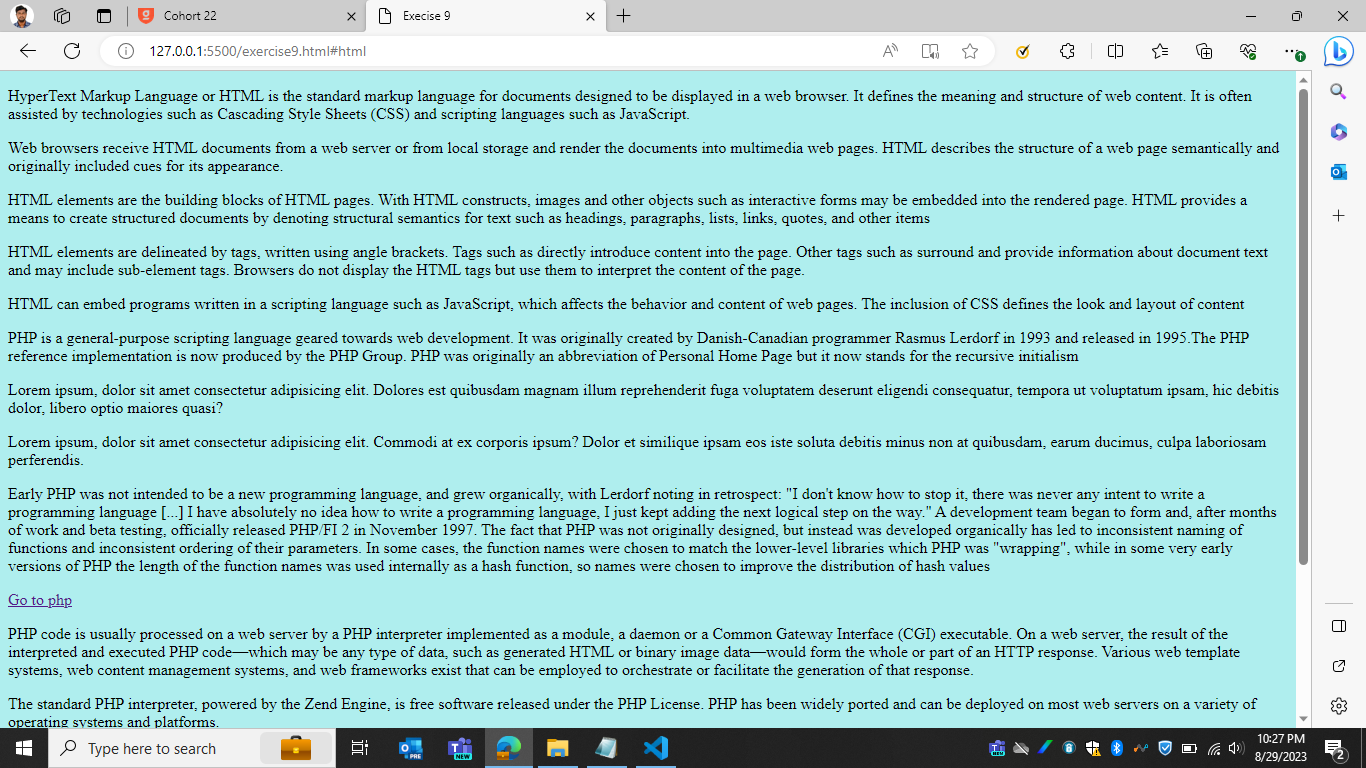 Cohort 22
Execise 9
127.0.0.1:5500/exercise9.html#html
HyperText Markup Language or HTML is the standard markup language for documents designed to be displayed in a web browser. It defines the meaning and structure of web content. It is often
assisted by technologies such as Cascading Style Sheets (CSS) and scripting languages such as JavaScript.
Web browsers receive HTML documents from a web server or from local storage and render the documents into multimedia web pages. HTML describes the structure of a web page semantically and
originally included cues for its appearance.
HTML elements are the building blocks of HTML pages. With HTML constructs, images and other objects such as interactive forms may be embedded into the rendered page. HTML provides a
means to create structured documents by denoting structural semantics for text such as headings, paragraphs, lists, links, quotes, and other items
HTML elements are delineated by tags, written using angle brackets. Tags such as directly introduce content into the page. Other tags such as surround and provide information about document text
and may include sub-element tags. Browsers do not display the HTML tags but use them to interpret the content of the page.
HTML can embed programs written in a scripting language such as JavaScript, which affects the behavior and content of web pages. The inclusion of CSS defines the look and layout of content
PHP is a general-purpose scripting language geared towards web development. It was originally created by Danish-Canadian programmer Rasmus Lerdorf in 1993 and released in 1995.The PHP
reference implementation is now produced by the PHP Group. PHP was originally an abbreviation of Personal Home Page but it now stands for the recursive initialism
Lorem ipsum, dolor sit amet consectetur adipisicing elit. Dolores est quibusdam magnam illum reprehenderit fuga voluptatem deserunt eligendi consequatur, tempora ut voluptatum ipsam, hic debitis
dolor, libero optio maiores quasi?
Lorem ipsum, dolor sit amet consectetur adipisicing elit. Commodi at ex corporis ipsum? Dolor et similique ipsam eos iste soluta debitis minus non at quibusdam, earum ducimus, culpa laboriosam
perferendis.
Early PHP was not intended to be a new programming language, and grew organically, with Lerdorf noting in retrospect: "I don't know how to stop it, there was never any intent to write a
programming language [...] I have absolutely no idea how to write a programming language, I just kept adding the next logical step on the way." A development team began to form and, after months
of work and beta testing, officially released PHP/FI 2 in November 1997. The fact that PHP was not originally designed, but instead was developed organically has led to inconsistent naming of
functions and inconsistent ordering of their parameters. In some cases, the function names were chosen to match the lower-level libraries which PHP was "wrapping", while in some very early
versions of PHP the length of the function names was used internally as a hash function, so names were chosen to improve the distribution of hash values
Go to php
PHP code is usually processed on a web server by a PHP interpreter implemented as a module, a daemon or a Common Gateway Interface (CGI) executable. On a web server, the result of the
interpreted and executed PHP code—which may be any type of data, such as generated HTML or binary image data—would form the whole or part of an HTTP response. Various web template
systems, web content management systems, and web frameworks exist that can be employed to orchestrate or facilitate the generation of that response.
The standard PHP interpreter, powered by the Zend Engine, is free software released under the PHP License. PHP has been widely ported and can be deployed on most web servers on a variety of
operating systems and platforms.
Type here to search
PRE
NEW
10:27 PM
8/29/2023
2